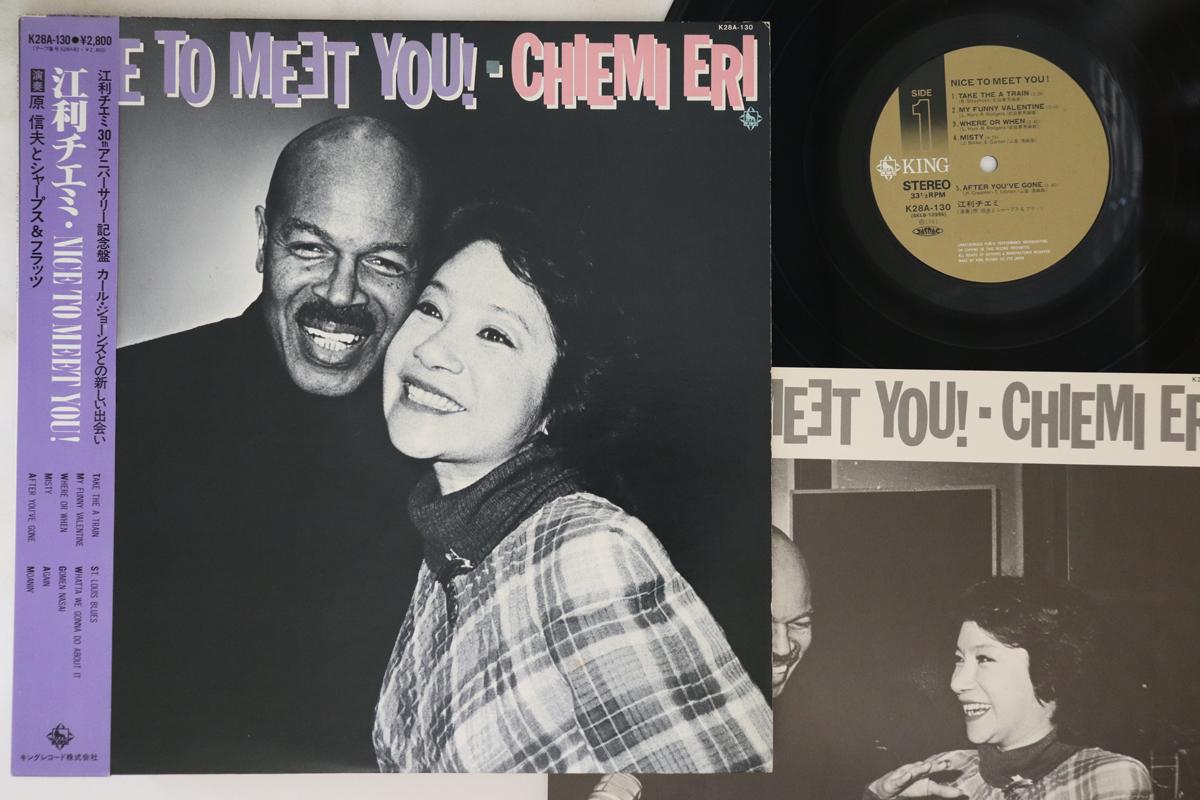 K28A-130●¥2,800
江利チエミ 30thアニバーサリー記念盤 カール・ジョーンズとの新しい出会い
江利チエミ・NICE TO MEET YOU!
演奏 原 信夫とシャープス&フラッツ
TAKE THE A TRAIN
MY FUNNY VALENTINE
WHERE OR WHEN
MISTY
AFTER YOU'VE GONE
ST. LOUIS BLUES
WHATTA WE GONNA DO ABOUT IT
GOMEN NASAI
AGAIN
MOANIN'
キングレコード株式会社
K28A-130
E TO MEET YOU! - CHIEMI ERI
NICE TO MEET YOU!
SIDE
1
1. TAKE THE A TRAIN
2. MY FUNNY VALENTINE
3. WHERE OR WHEN
4. MISTY
KING
STEREO
33⅓RPM
5. AFTER YOU'VE GONE
K28A-130
江利チエミ
JASRAC
MEET YOU! - CHIEMI ER